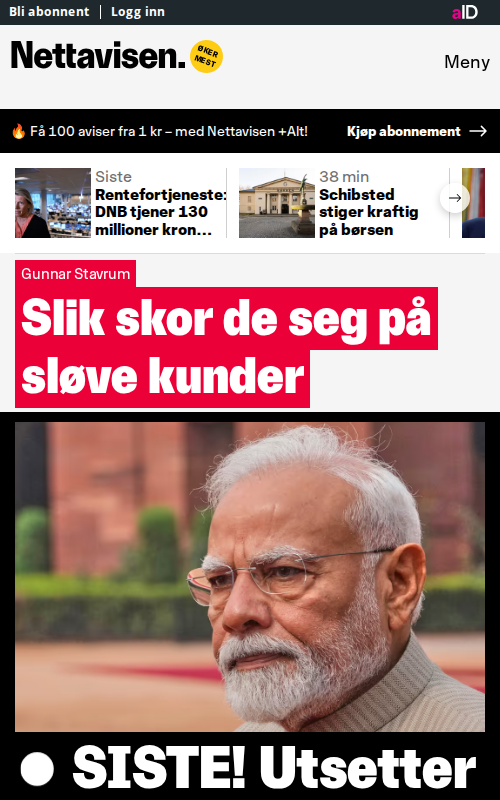 Bli abonnent
Logg inn
aID
Nettavisen.
ØKER
MEST
Meny
🔥 Få 100 aviser fra 1 kr – med Nettavisen +Alt!
Kjøp abonnement →
Siste
Rentefortjeneste:
DNB tjener 130
millioner kron...
38 min
Schibsted
stiger kraftig
på børsen
Gunnar Stavrum
Slik skor de seg på
sløve kunder
SISTE! Utsetter